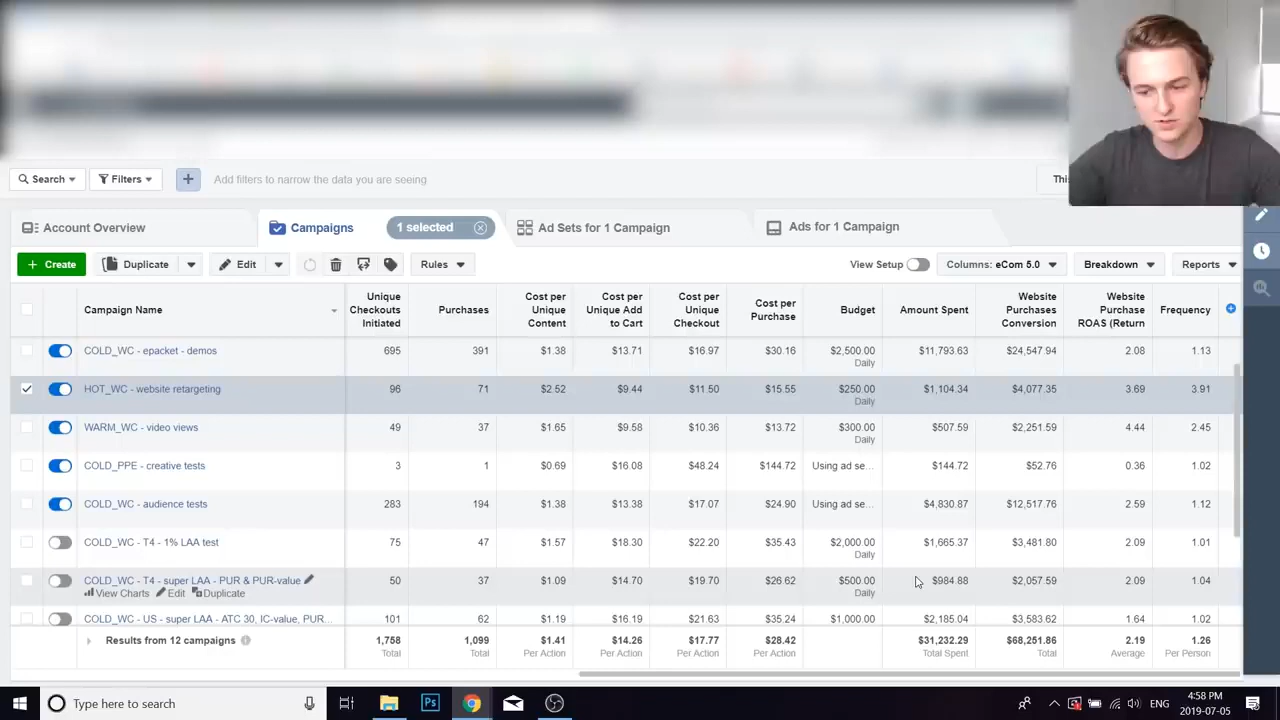 Search Filters + Add filters to narrow the data you are seeing This
Account Overview Campaigns 1 selected Ad Sets for 1 Campaign Ads for 1 Campaign
+ Create Duplicate Edit Rules View Setup Columns: eCom 5.0 Breakdown Reports
Campaign Name Unique Checkouts Initiated Purchases Cost per Unique Content Cost per Unique Add to Cart Cost per Unique Checkout Cost per Purchase Budget Amount Spent Website Purchases Conversion Website Purchase ROAS (Return Frequency
COLD_WC - epacket - demos 695 391 $1.38 $13.71 $16.97 $30.16 $2,500.00 $11,793.63 $24,547.94 2.08 1.13
Daily
HOT_WC - website retargeting 96 71 $2.52 $9.44 $11.50 $15.55 $250.00 $1,104.34 $4,077.35 3.69 3.91
Daily
WARM_WC - video views 49 37 $1.65 $9.58 $10.36 $13.72 $300.00 $507.59 $2,251.59 4.44 2.45
Daily
COLD_PPE - creative tests 3 1 $0.69 $16.08 $48.24 $144.72 Using ad se... $144.72 $52.76 0.36 1.02
COLD_WC - audience tests 283 194 $1.38 $13.38 $17.07 $24.90 Using ad se... $4,830.87 $12,517.76 2.59 1.12
COLD_WC - T4 - 1% LAA test 75 47 $1.57 $18.30 $22.20 $35.43 $2,000.00 $1,665.37 $3,481.80 2.09 1.01
Daily
COLD_WC - T4 - super LAA - PUR & PUR-value 50 37 $1.09 $14.70 $19.70 $26.62 $500.00 $984.88 $2,057.59 2.09 1.04
View Charts Edit Duplicate Daily
COLD_WC - US - super LAA - ATC 30, IC-value, PUR... 101 62 $1.19 $19.19 $21.63 $35.24 $1,000.00 $2,185.04 $3,583.62 1.64 1.02
Results from 12 campaigns 1,758 1,099 $1.41 $14.26 $17.77 $28.42 $31,232.29 $68,251.86 2.19 1.26
Total Total Per Action Per Action Per Action Per Action Total Spent Total Average Per Person
Type here to search Ps ENG 4:58 PM
2019-07-05